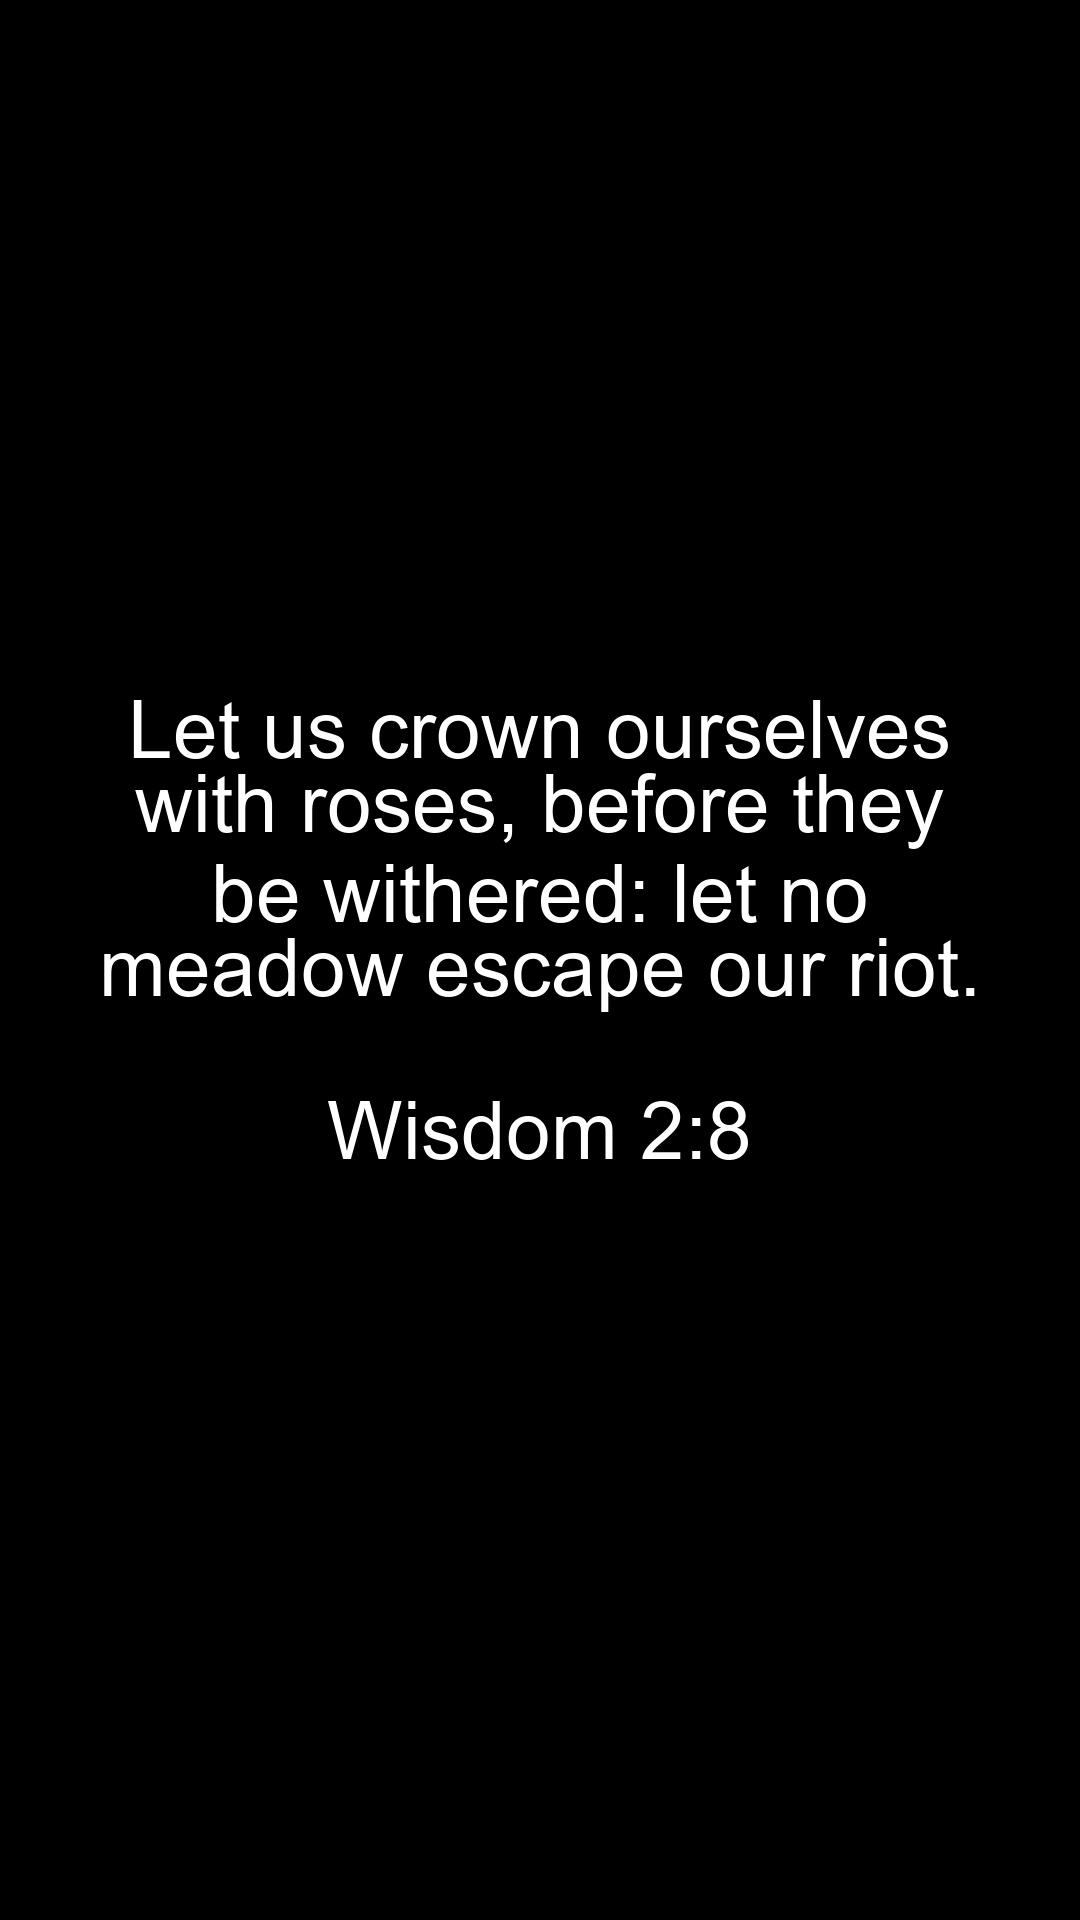 Let us crown ourselves
with roses, before they
be withered: let no
meadow escape our riot.
Wisdom 2:8